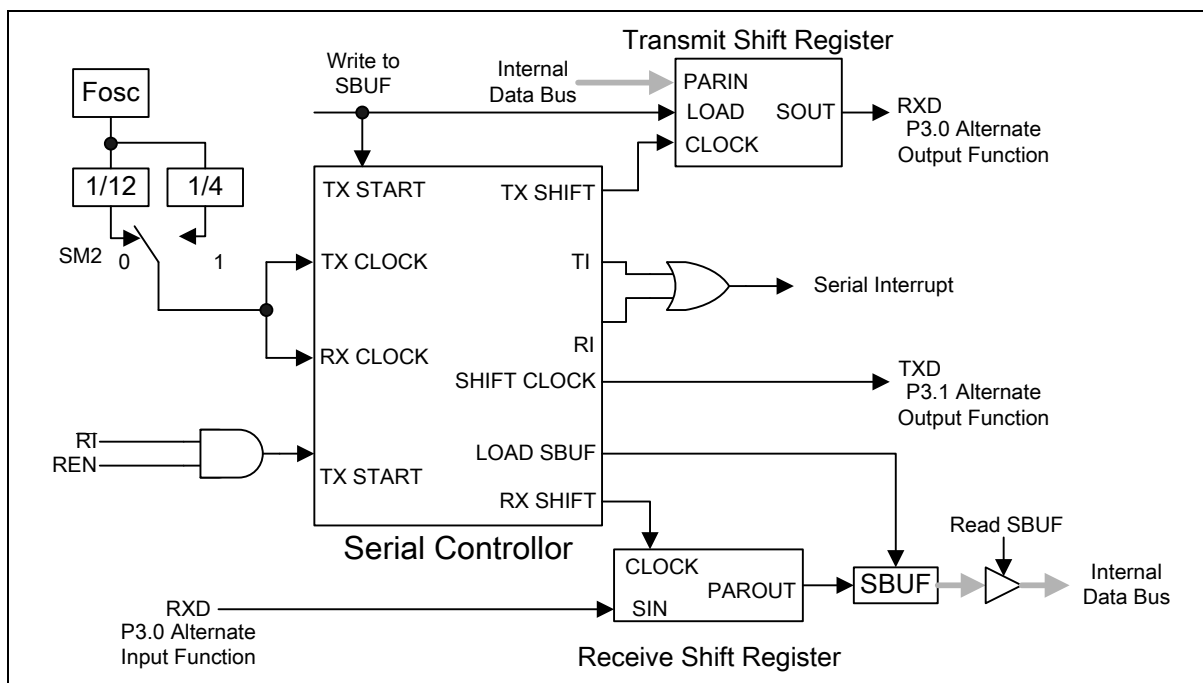 Transmit Shift Register
Write to
SBUF
Internal
Data Bus
PARIN
LOAD
CLOCK
SOUT
RXD
P3.0 Alternate
Output Function
Fosc
1/12
1/4
SM2
0
1
TX START
TX SHIFT
TX CLOCK
TI
Serial Interrupt
RX CLOCK
RI
SHIFT CLOCK
TXD
P3.1 Alternate
Output Function
R̅I̅
REN
TX START
LOAD SBUF
RX SHIFT
Serial Controllor
Read SBUF
CLOCK
PAROUT
SIN
SBUF
Internal
Data Bus
RXD
P3.0 Alternate
Input Function
Receive Shift Register